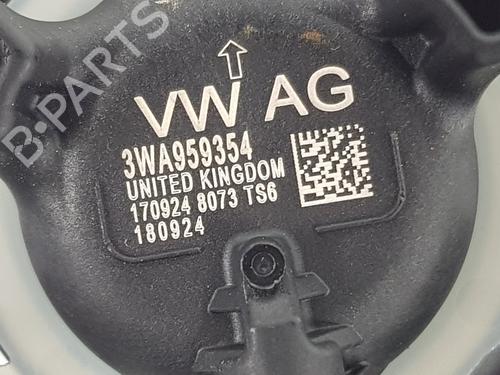 B-PARTS
VW AG
3WA959354
UNITED KINGDOM
170924 8073 TS6
180924